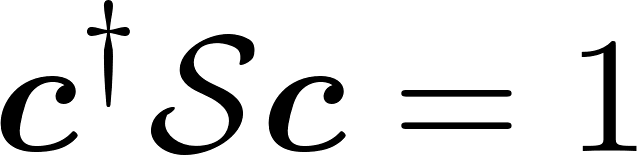 c†Sc = 1